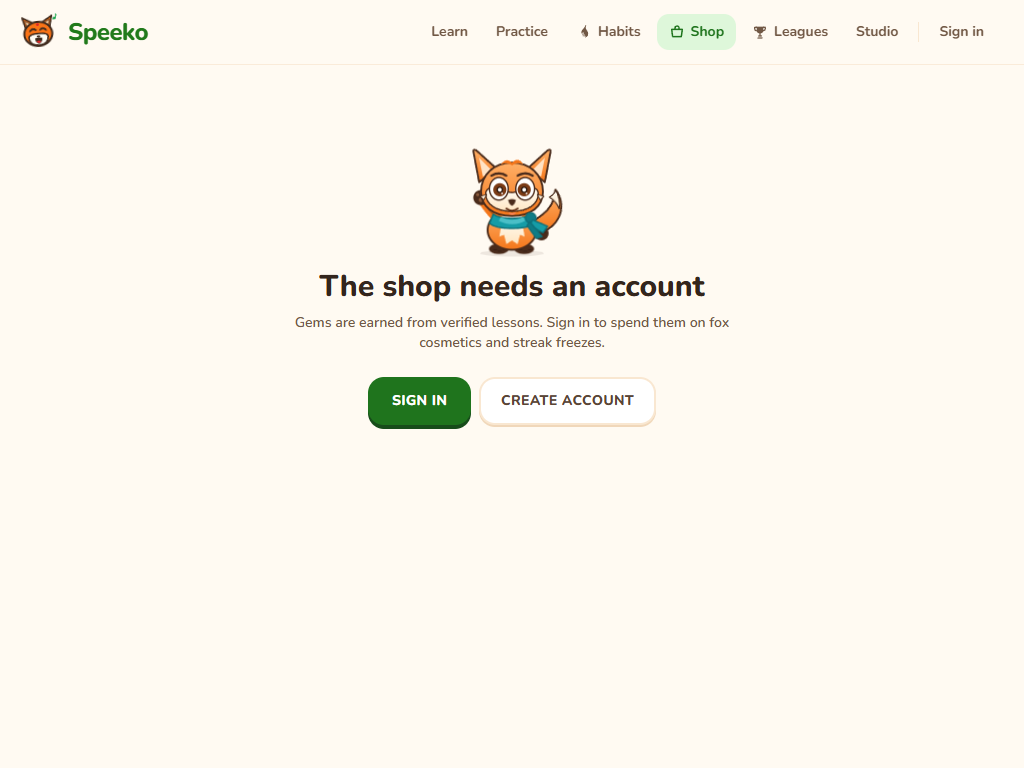 Speeko
Learn
Practice
Habits
Shop
Leagues
Studio
Sign in
The shop needs an account
Gems are earned from verified lessons. Sign in to spend them on fox
cosmetics and streak freezes.
SIGN IN
CREATE ACCOUNT